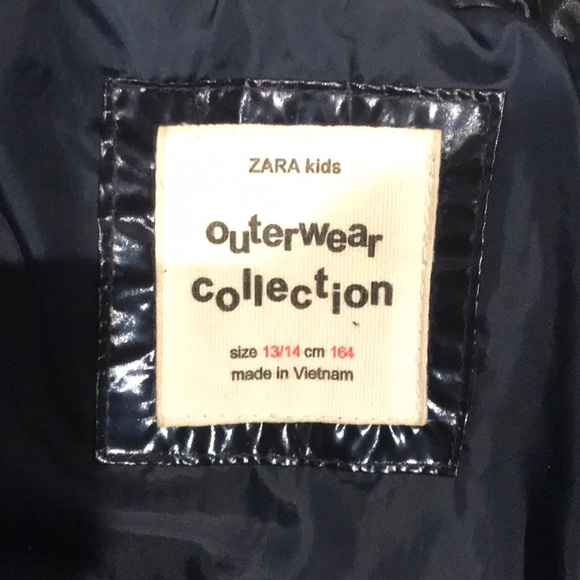 ZARA kids
outerwear
collection
size 13/14 cm 164
made in Vietnam